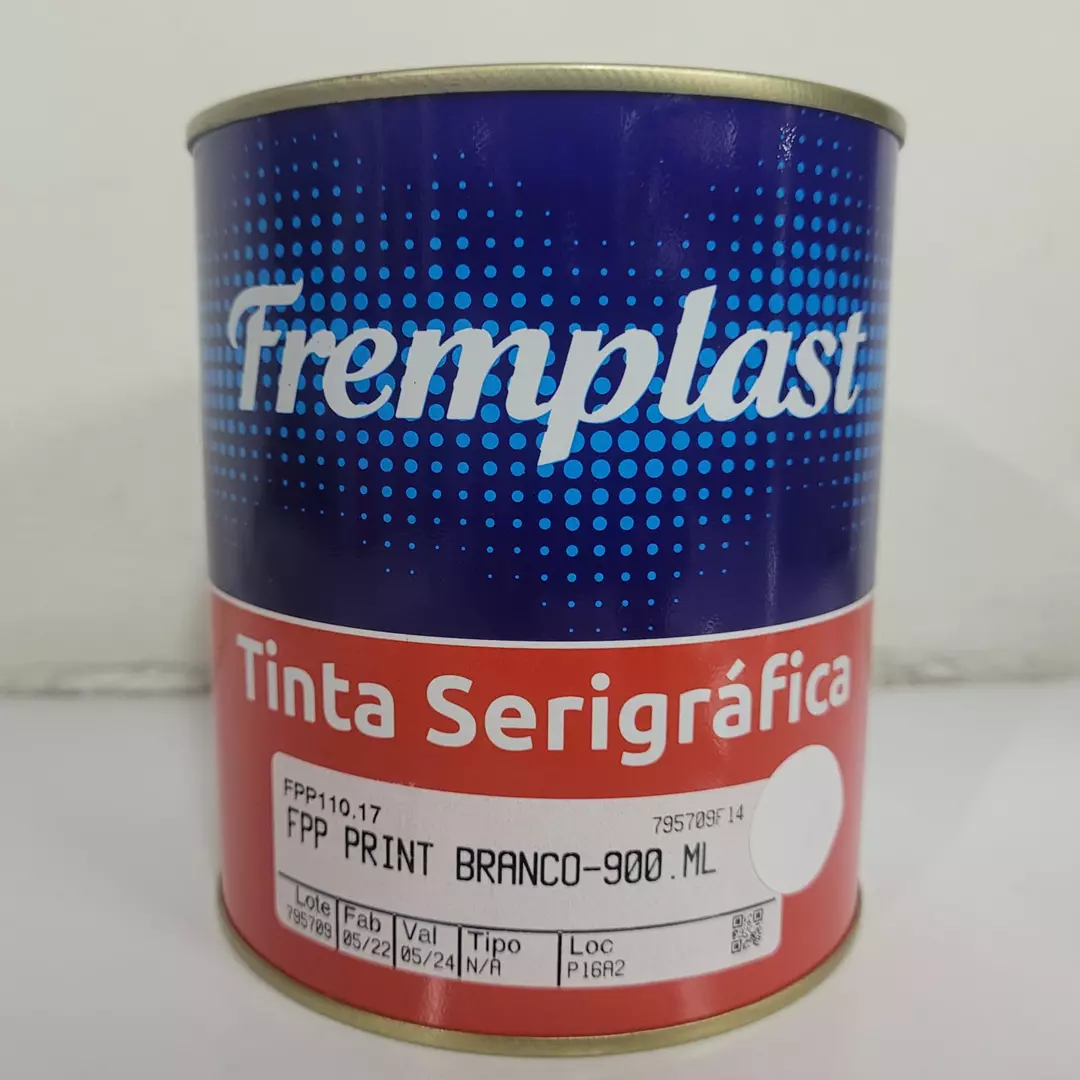 Fremplast
Tinta Serigráfica
FPP110.17
795709F14
FPP PRINT BRANCO-900.ML
Lote Fab Val Tipo Loc
795709 05/22 05/24 N/A P16A2